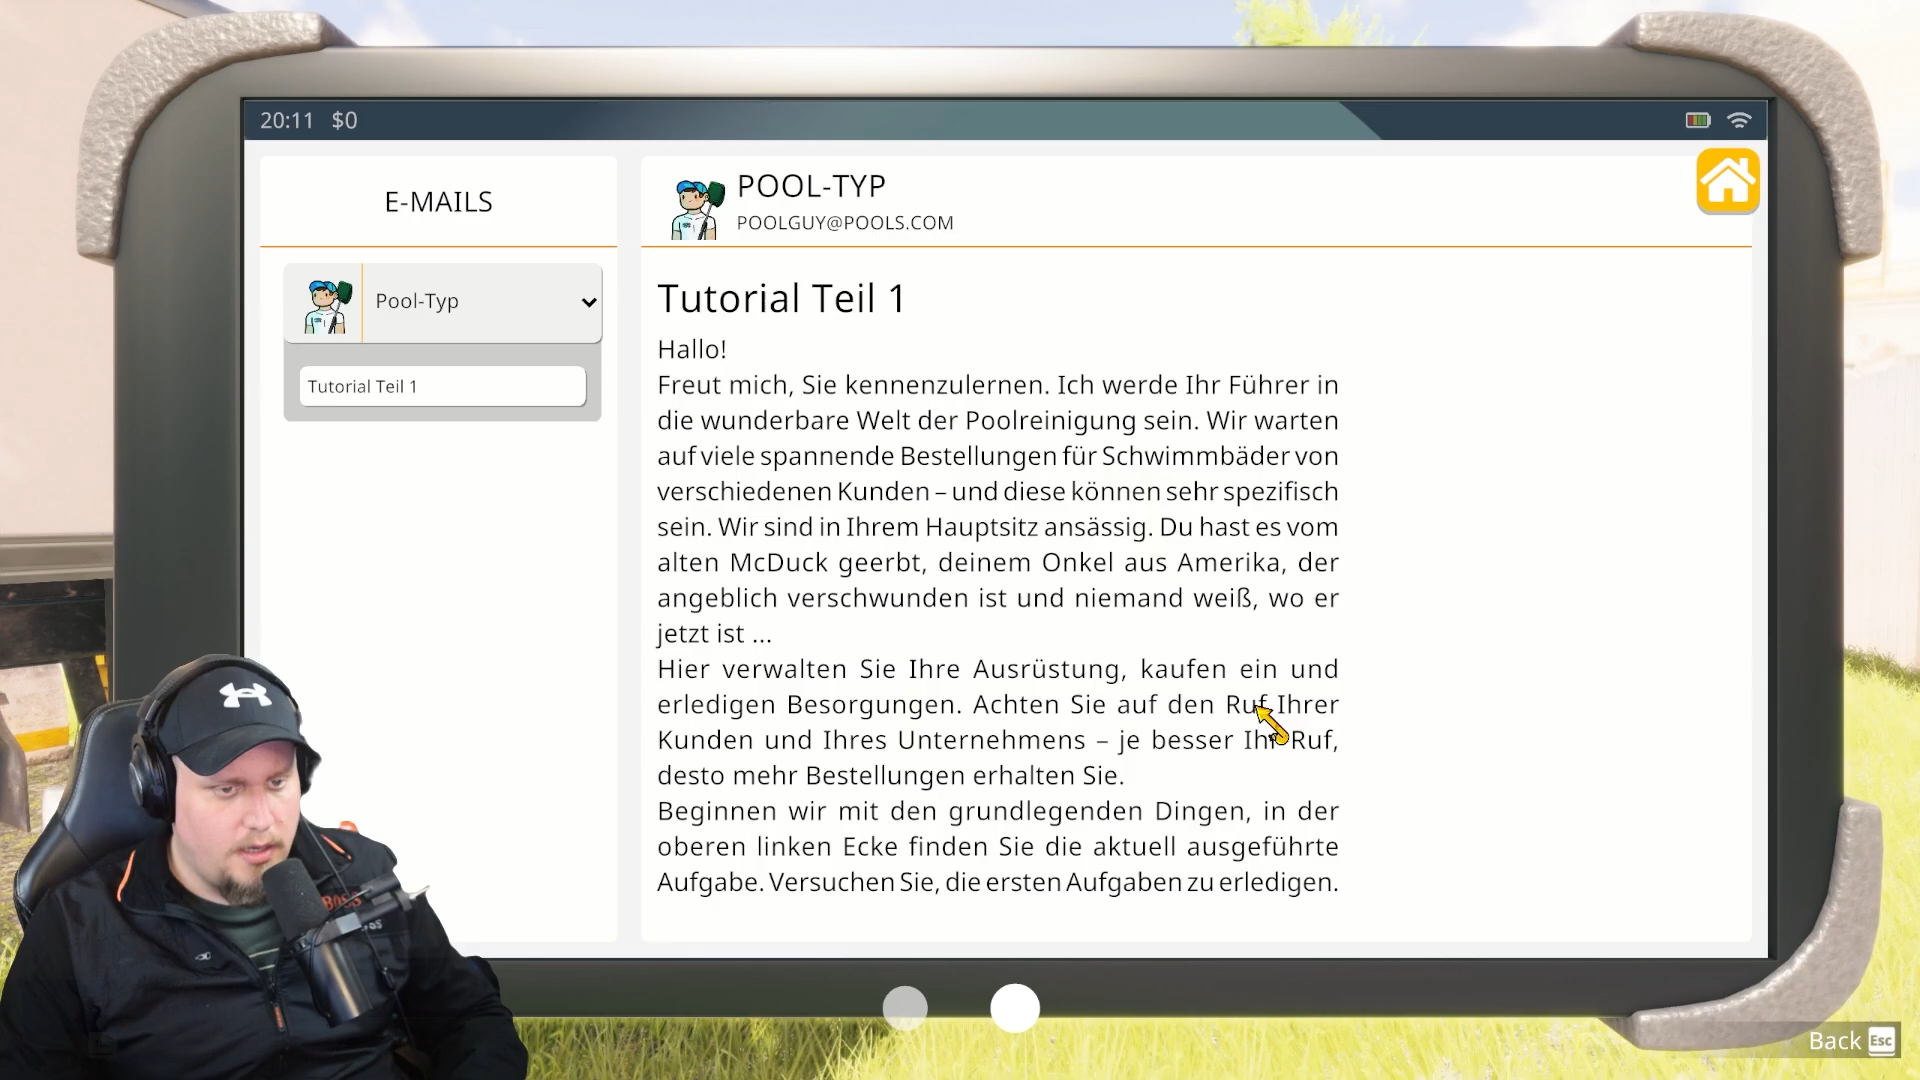 20:11 $0
E-MAILS
Pool-Typ
Tutorial Teil 1
POOL-TYP
POOLGUY@POOLS.COM
Tutorial Teil 1
Hallo!
Freut mich, Sie kennenzulernen. Ich werde Ihr Führer in
die wunderbare Welt der Poolreinigung sein. Wir warten
auf viele spannende Bestellungen für Schwimmbäder von
verschiedenen Kunden – und diese können sehr spezifisch
sein. Wir sind in Ihrem Hauptsitz ansässig. Du hast es vom
alten McDuck geerbt, deinem Onkel aus Amerika, der
angeblich verschwunden ist und niemand weiß, wo er
jetzt ist ...
Hier verwalten Sie Ihre Ausrüstung, kaufen ein und
erledigen Besorgungen. Achten Sie auf den Ruf Ihrer
Kunden und Ihres Unternehmens – je besser Ihr Ruf,
desto mehr Bestellungen erhalten Sie.
Beginnen wir mit den grundlegenden Dingen, in der
oberen linken Ecke finden Sie die aktuell ausgeführte
Aufgabe. Versuchen Sie, die ersten Aufgaben zu erledigen.
BOSS
Back Esc